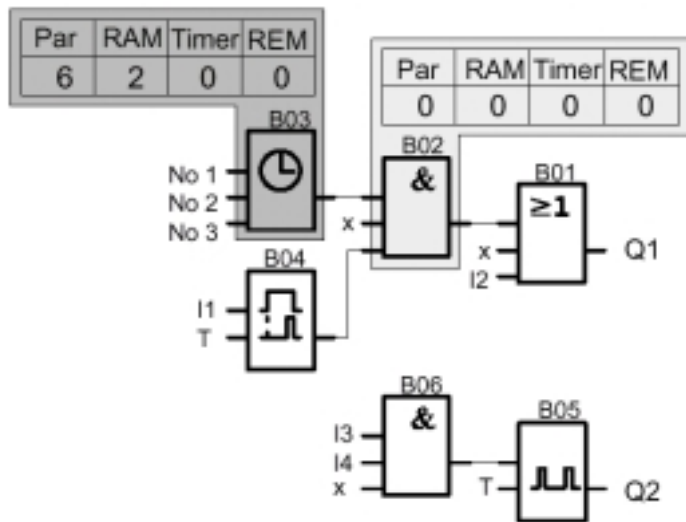 Par RAM Timer REM
6 2 0 0
Par RAM Timer REM
0 0 0 0
B03
No 1
No 2
No 3
B02
&
x
B01
≥1
x
I2
Q1
B04
I1
T
B06
&
I3
I4
x
B05
T
Q2